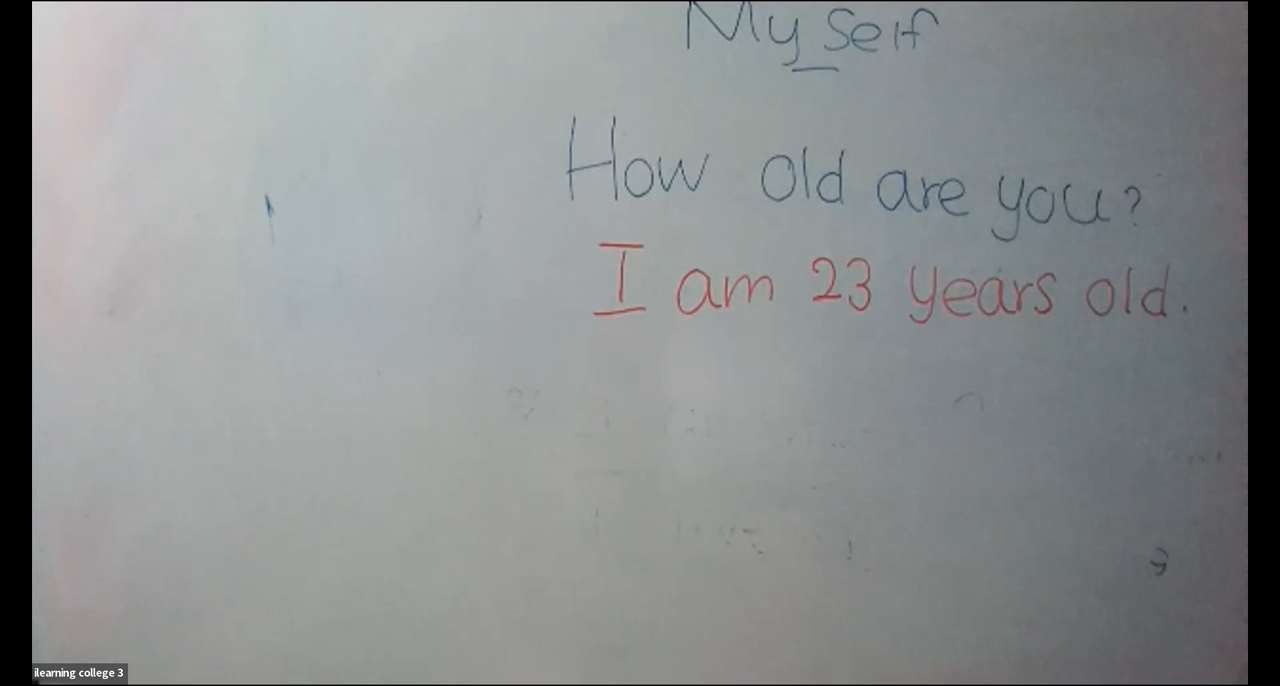 My Self
How old are you?
I am 23 years old.
ilearning college 3